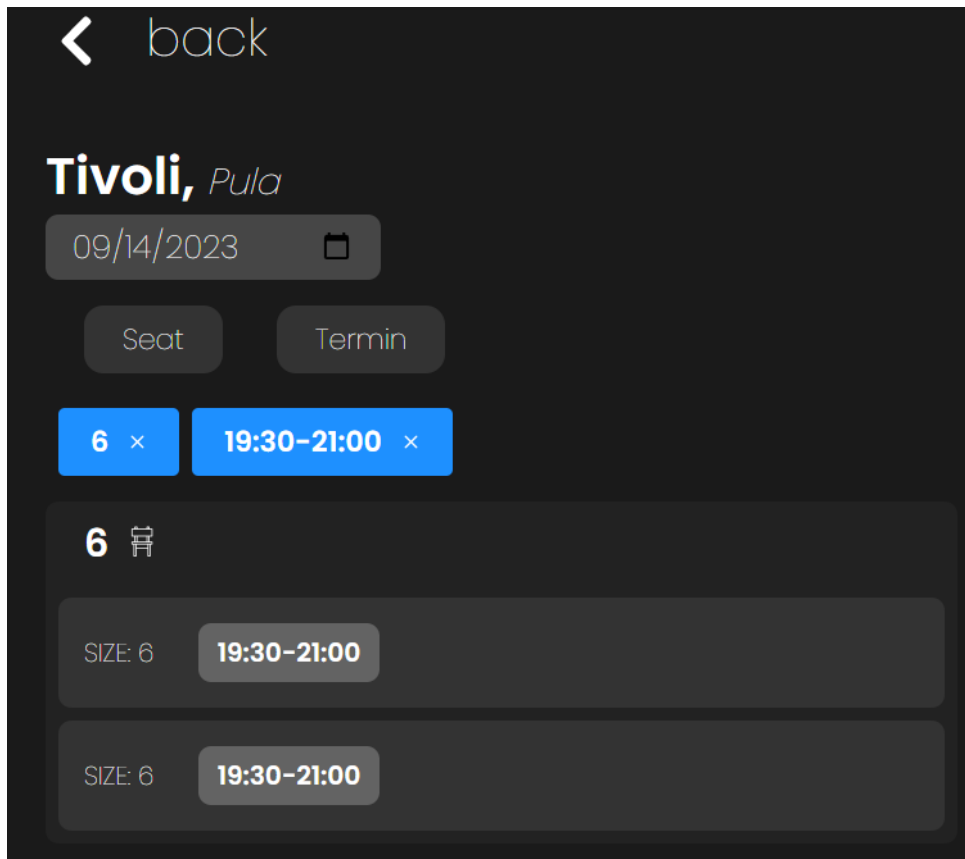 back
Tivoli, Pula
09/14/2023
Seat Termin
6 × 19:30-21:00 ×
6
SIZE: 6 19:30-21:00
SIZE: 6 19:30-21:00